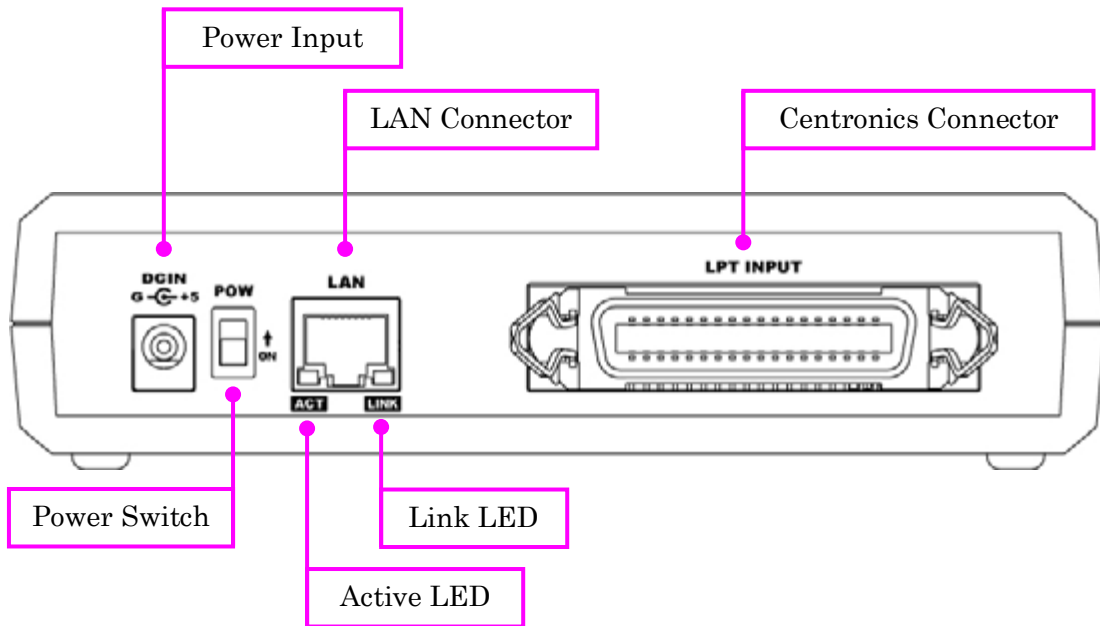 Power Input
LAN Connector
Centronics Connector
DCIN
G +5
POW
LAN
LPT INPUT
ON
ACT
LINK
Power Switch
Link LED
Active LED